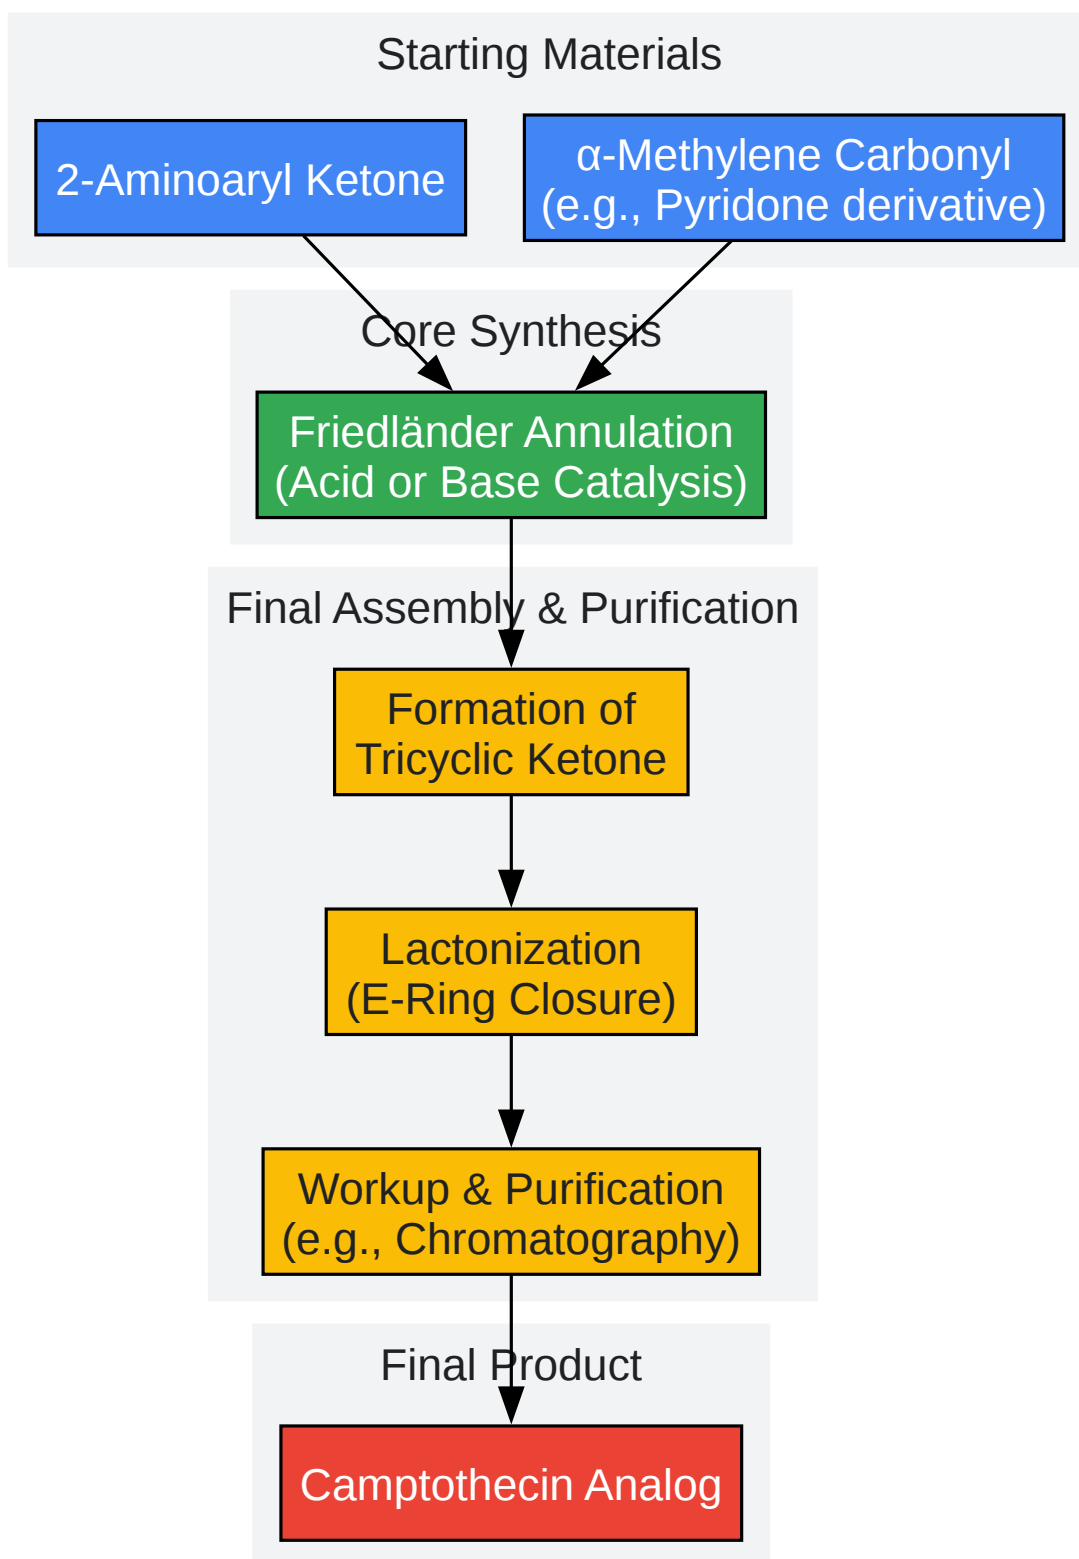 Starting Materials
2-Aminoaryl Ketone
α-Methylene Carbonyl
(e.g., Pyridone derivative)
Core Synthesis
Friedländer Annulation
(Acid or Base Catalysis)
Final Assembly & Purification
Formation of
Tricyclic Ketone
Lactonization
(E-Ring Closure)
Workup & Purification
(e.g., Chromatography)
Final Product
Camptothecin Analog